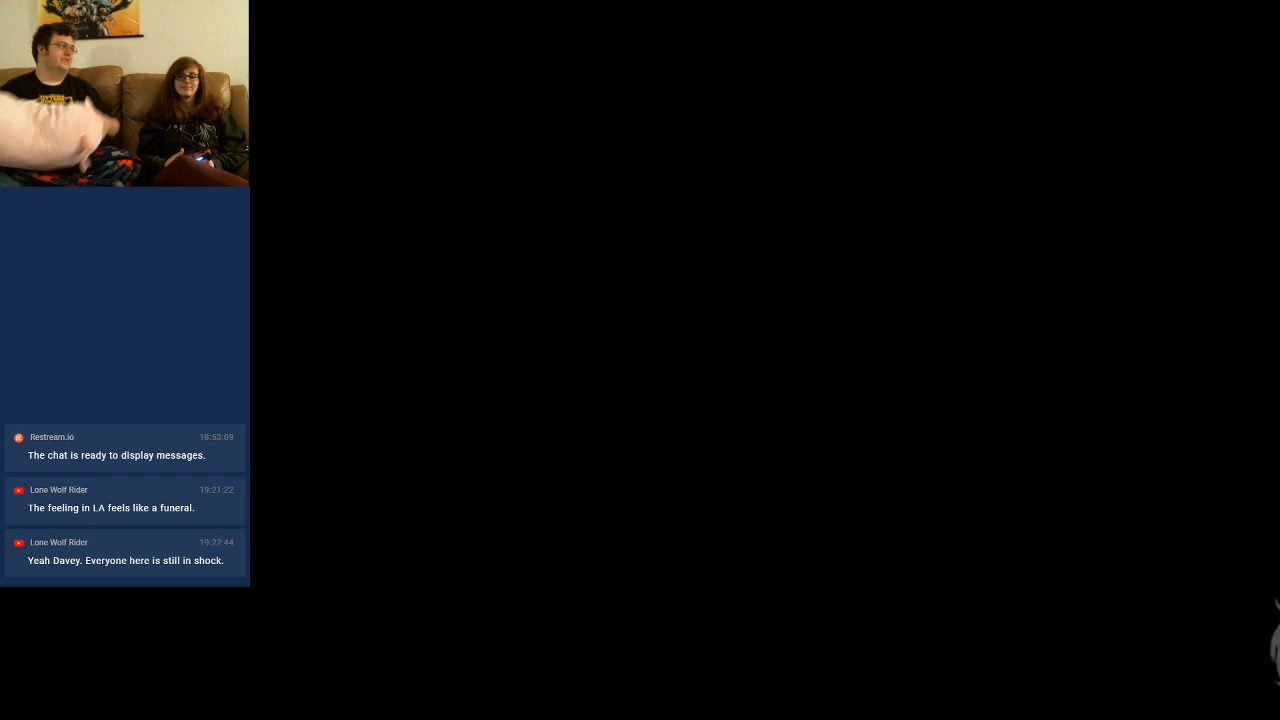 Restream.io 18:53:09
The chat is ready to display messages.
Lone Wolf Rider 19:21:22
The feeling in LA feels like a funeral.
Lone Wolf Rider 19:22:44
Yeah Davey. Everyone here is still in shock.